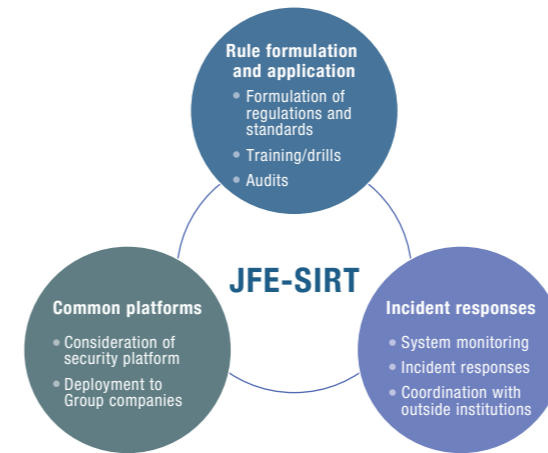 Rule formulation
and application
• Formulation of
regulations and
standards
• Training/drills
• Audits
JFE-SIRT
Common platforms
• Consideration of
security platform
• Deployment to
Group companies
Incident responses
• System monitoring
• Incident responses
• Coordination with
outside institutions